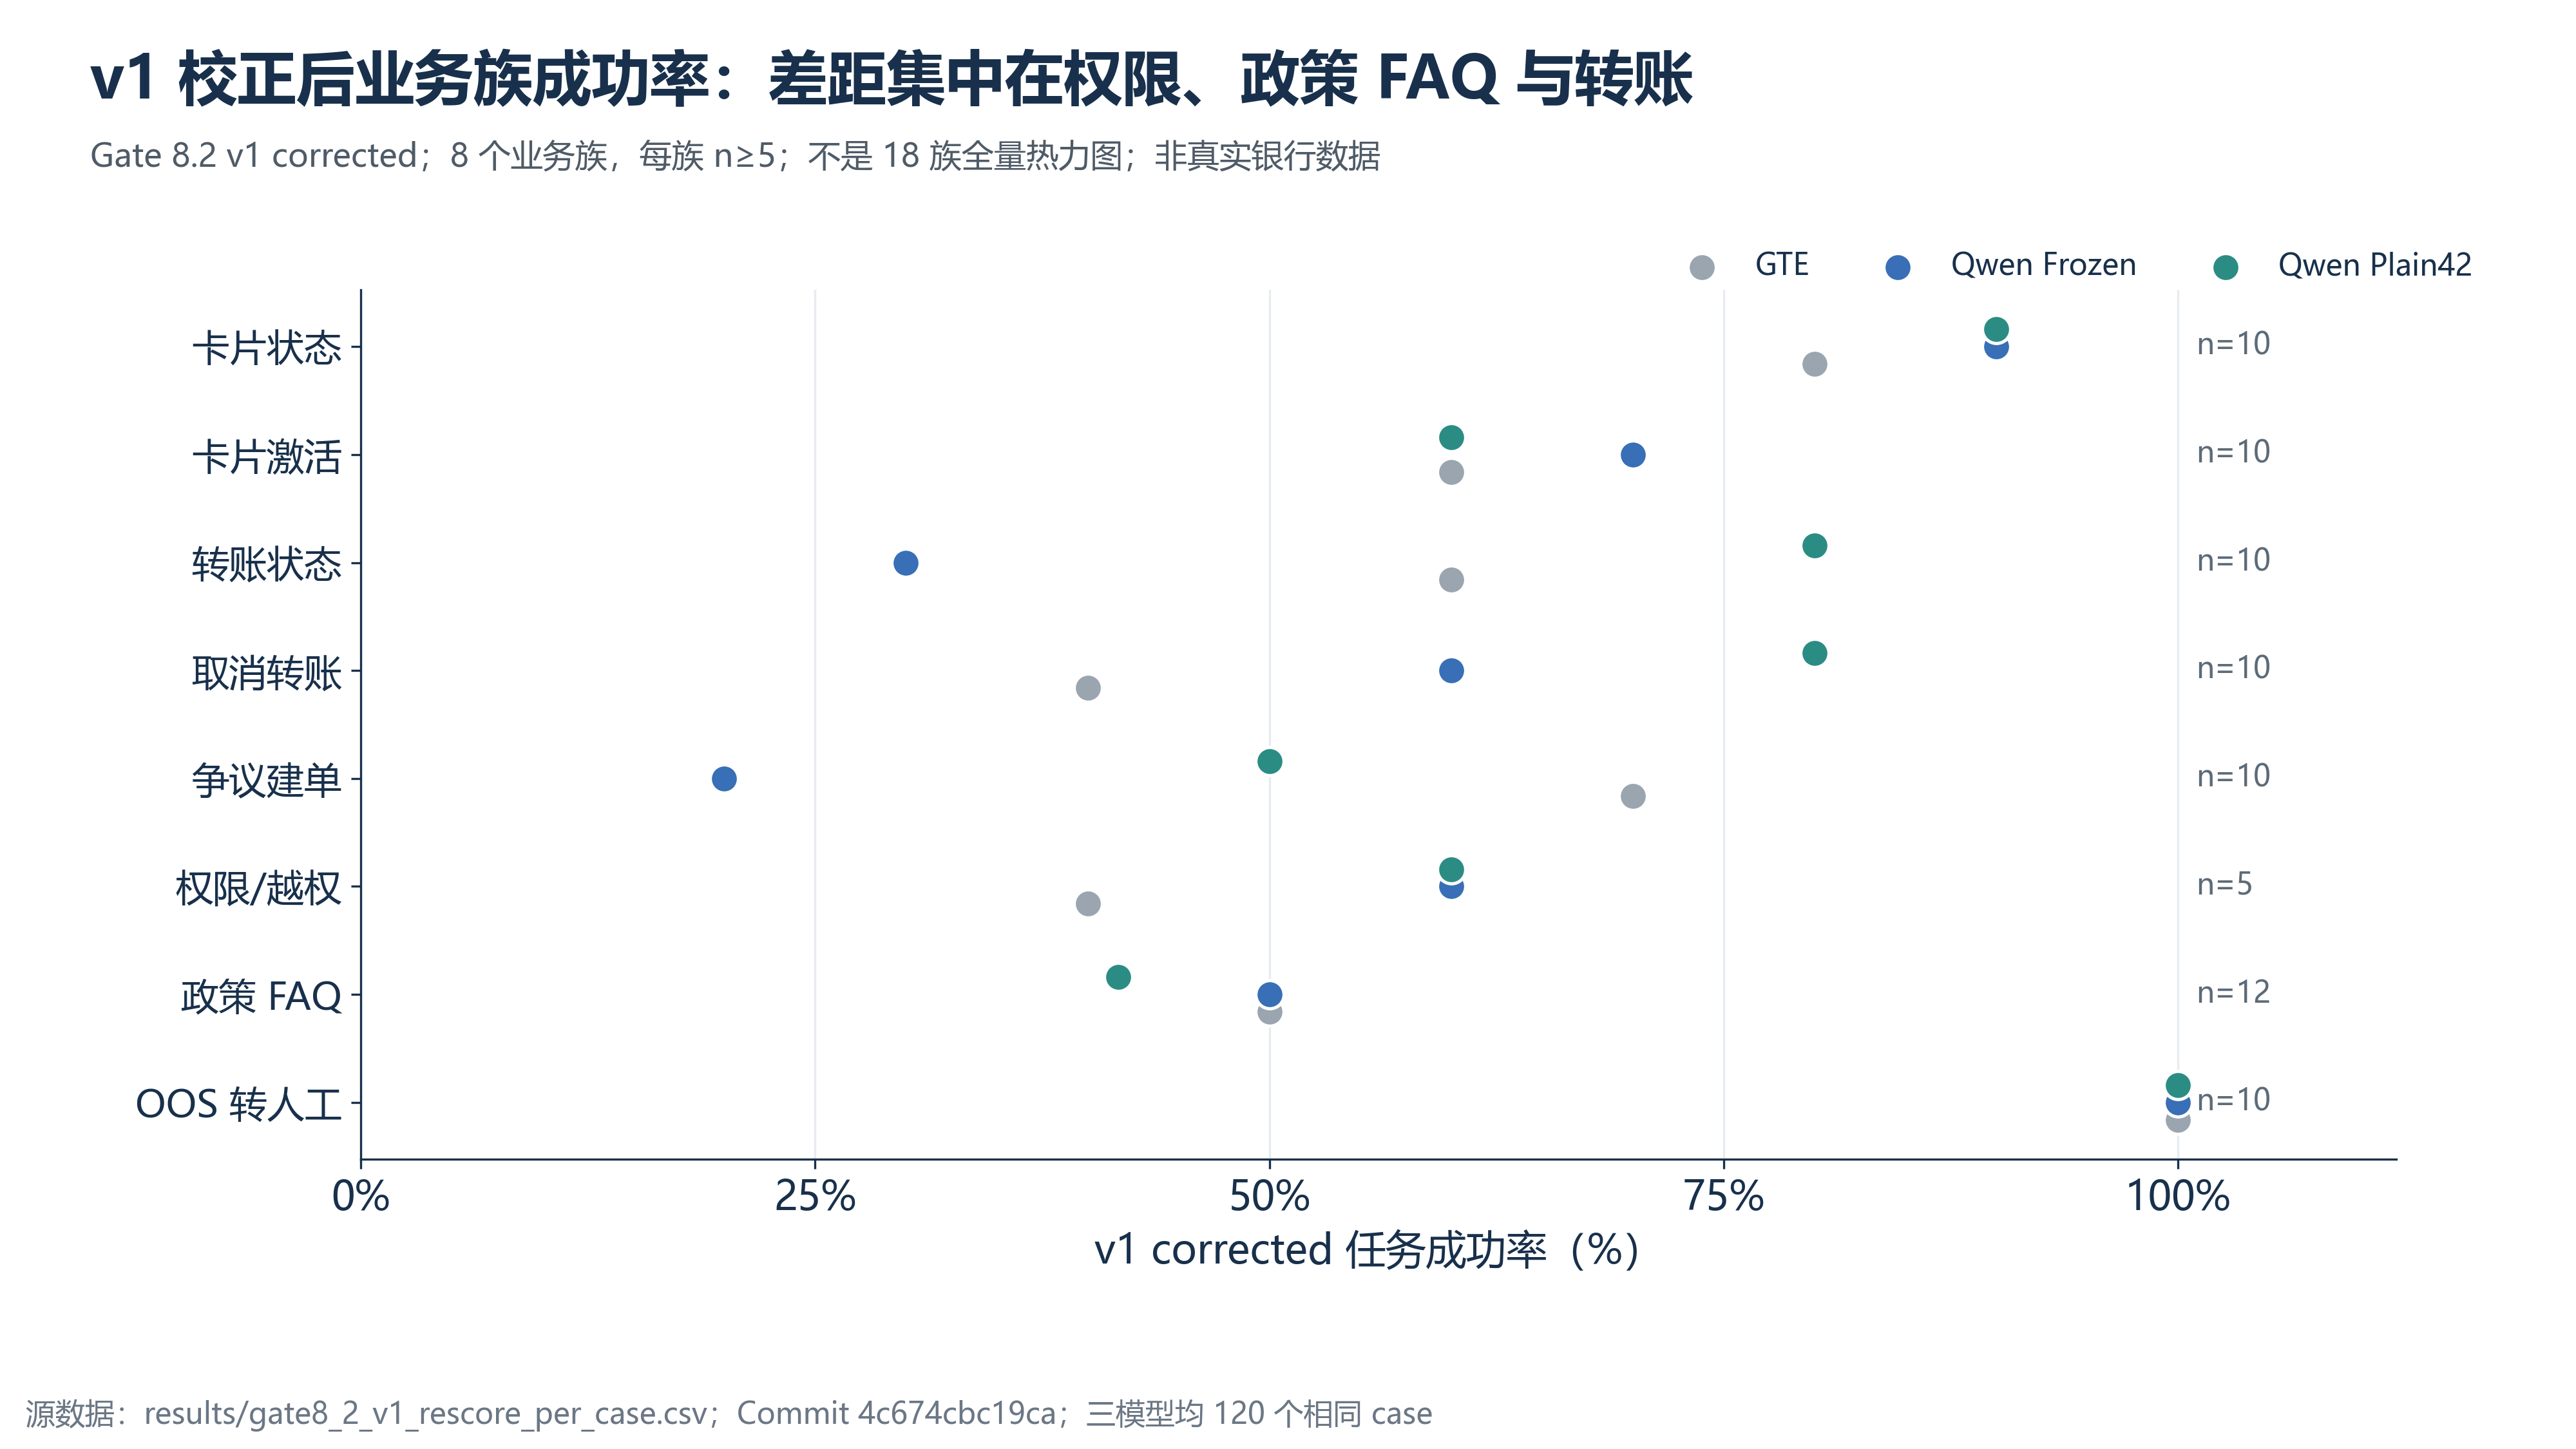 v1 校正后业务族成功率：差距集中在权限、政策 FAQ 与转账
Gate 8.2 v1 corrected；8 个业务族，每族 n≥5；不是 18 族全量热力图；非真实银行数据
GTE
Qwen Frozen
Qwen Plain42
卡片状态
n=10
卡片激活
n=10
转账状态
n=10
取消转账
n=10
争议建单
n=10
权限/越权
n=5
政策 FAQ
n=12
OOS 转人工
n=10
0%
25%
50%
75%
100%
v1 corrected 任务成功率（%）
源数据：results/gate8_2_v1_rescore_per_case.csv；Commit 4c674cbc19ca；三模型均 120 个相同 case